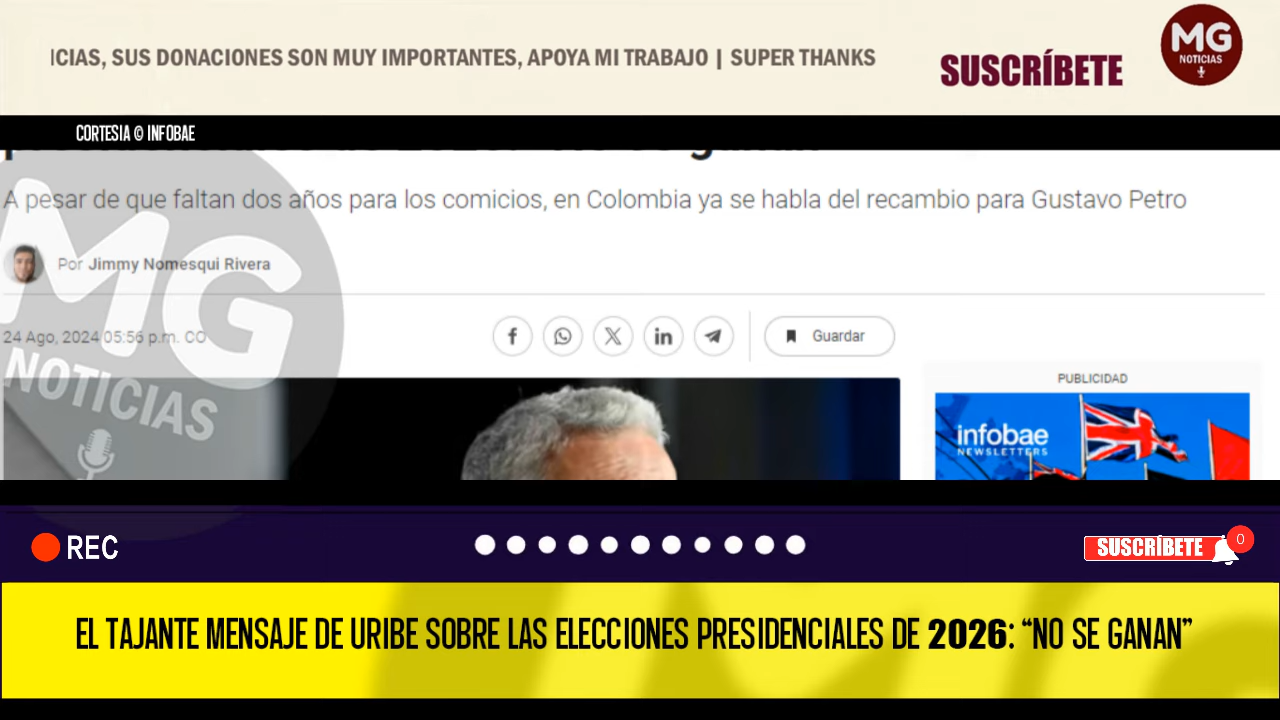 ICIAS, SUS DONACIONES SON MUY IMPORTANTES, APOYA MI TRABAJO | SUPER THANKS
SUSCRÍBETE
MG
NOTICIAS
CORTESIA © INFOBAE
A pesar de que faltan dos años para los comicios, en Colombia ya se habla del recambio para Gustavo Petro
Por Jimmy Nomesqui Rivera
24 Ago, 2024 05:56 p.m. CO
Guardar
MG
NOTICIAS
PUBLICIDAD
infobae
NEWSLETTERS
REC
SUSCRÍBETE
0
EL TAJANTE MENSAJE DE URIBE SOBRE LAS ELECCIONES PRESIDENCIALES DE 2026: “NO SE GANAN”